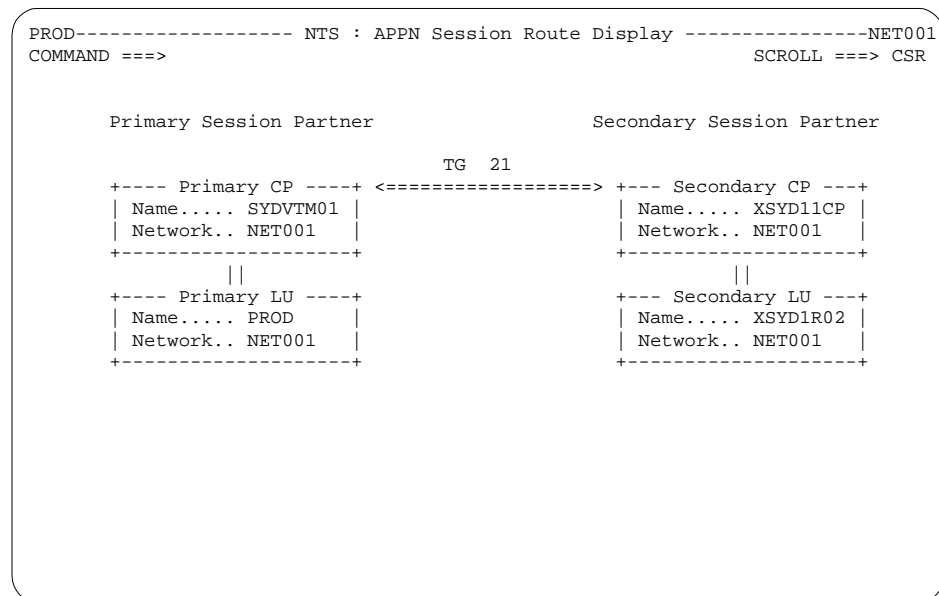 PROD------------------- NTS : APPN Session Route Display ----------------NET001
COMMAND ===> SCROLL ===> CSR
Primary Session Partner Secondary Session Partner
TG 21
+---- Primary CP ----+ <==================> +--- Secondary CP ---+
| Name..... SYDVTM01 | | Name..... XSYD11CP |
| Network.. NET001 | | Network.. NET001 |
+--------------------+ +--------------------+
|| ||
+---- Primary LU ----+ +--- Secondary LU ---+
| Name..... PROD | | Name..... XSYD1R02 |
| Network.. NET001 | | Network.. NET001 |
+--------------------+ +--------------------+